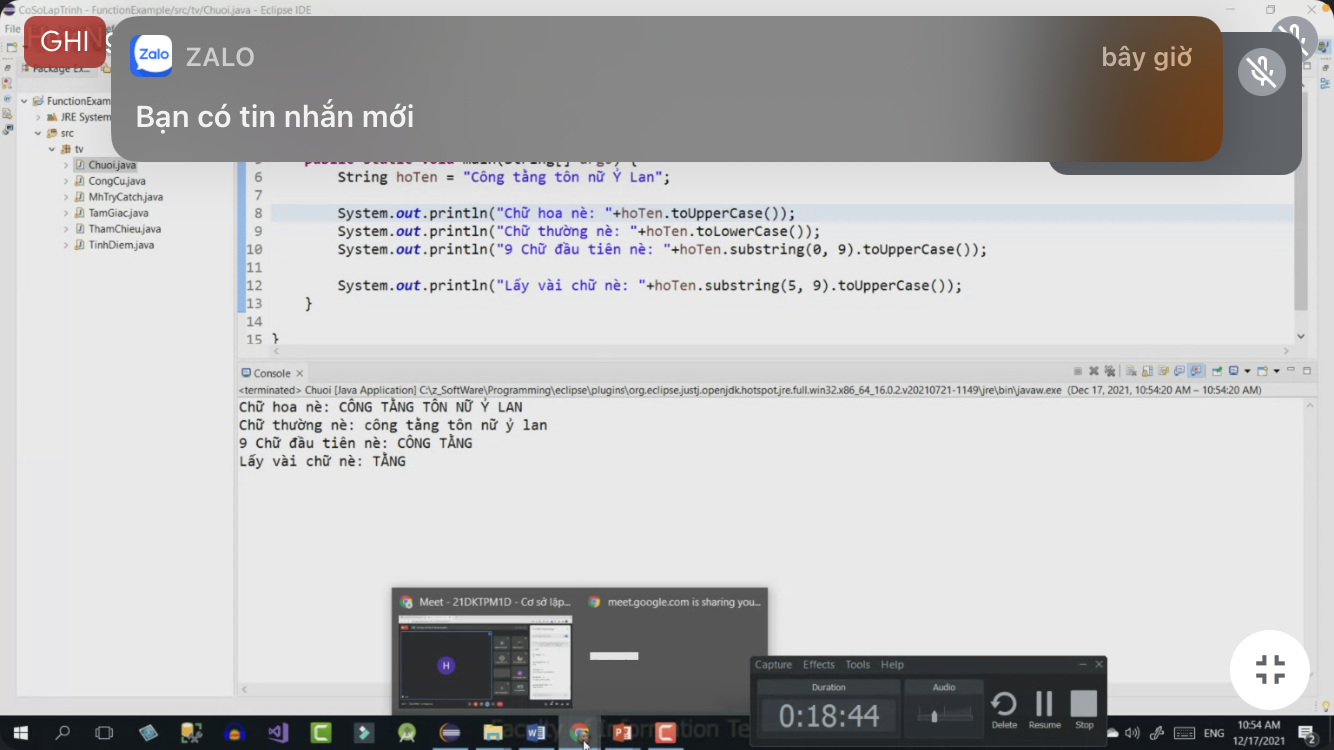 CoSoLapTrinh - FunctionExample/src/tv/Chuoi.java - Eclipse IDE
File
GHI
Zalo
ZALO
bây giờ
Bạn có tin nhắn mới
Package Ex...
FunctionExam
JRE System
src
tv
Chuoi.java
CongCu.java
MhTryCatch.java
TamGiac.java
ThamChieu.java
TinhDiem.java
6 String hoTen = "Công tằng tôn nữ Ỷ Lan";
7
8 System.out.println("Chữ hoa nè: "+hoTen.toUpperCase());
9 System.out.println("Chữ thường nè: "+hoTen.toLowerCase());
10 System.out.println("9 Chữ đầu tiên nè: "+hoTen.substring(0, 9).toUpperCase());
11
12 System.out.println("Lấy vài chữ nè: "+hoTen.substring(5, 9).toUpperCase());
13 }
14
15 }
Console
<terminated> Chuoi [Java Application] C:\z_SoftWare\Programming\eclipse\plugins\org.eclipse.justj.openjdk.hotspot.jre.full.win32.x86_64_16.0.2.v20210721-1149\jre\bin\javaw.exe (Dec 17, 2021, 10:54:20 AM – 10:54:20 AM)
Chữ hoa nè: CÔNG TẰNG TÔN NỮ Ỷ LAN
Chữ thường nè: công tằng tôn nữ ỷ lan
9 Chữ đầu tiên nè: CÔNG TẰNG
Lấy vài chữ nè: TẰNG
Meet - 21DKTPM1D - Cơ sở lập...
meet.google.com is sharing you...
H
Capture Effects Tools Help
Duration
Audio
0:18:44
Delete
Resume
Stop
ENG
10:54 AM
12/17/2021
2